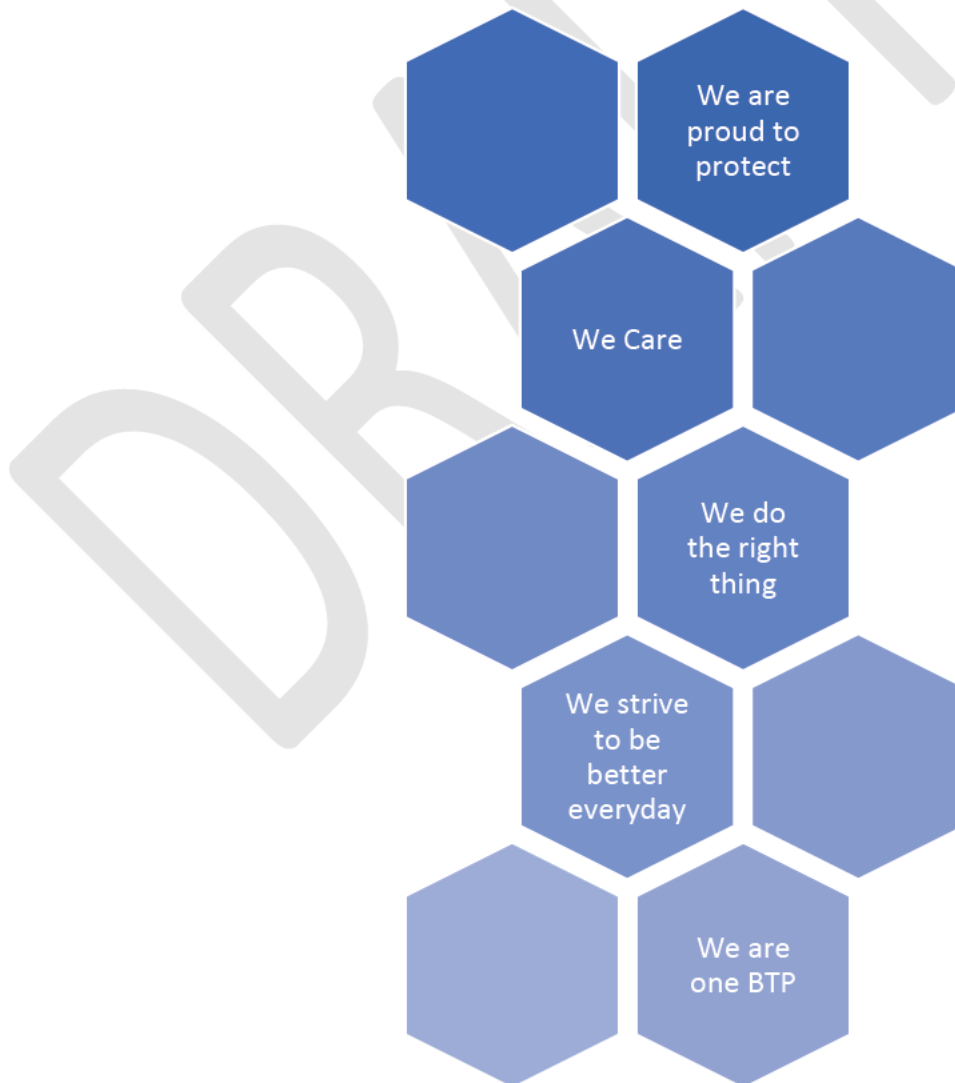 We are
proud to
protect
We Care
We do
the right
thing
We strive
to be
better
everyday
We are
one BTP